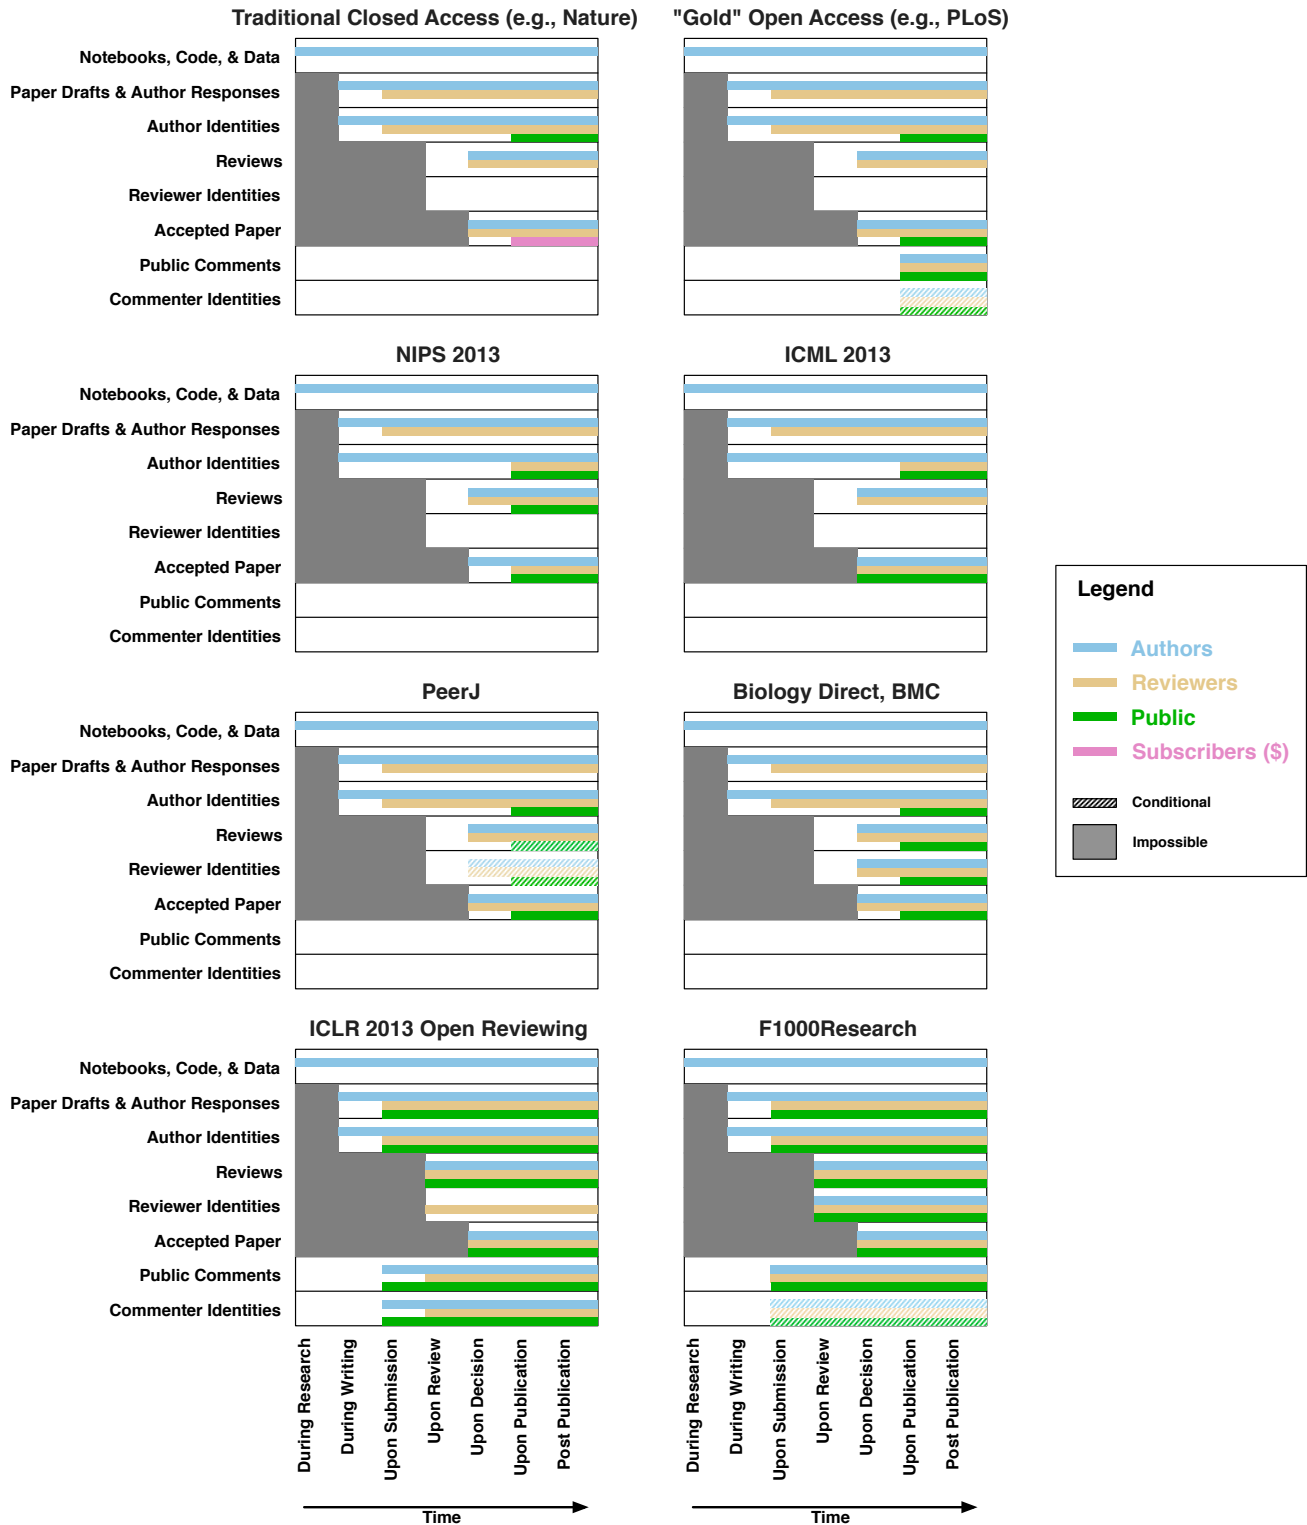 Traditional Closed Access (e.g., Nature)
"Gold" Open Access (e.g., PLoS)
Notebooks, Code, & Data
Paper Drafts & Author Responses
Author Identities
Reviews
Reviewer Identities
Accepted Paper
Public Comments
Commenter Identities
NIPS 2013
ICML 2013
Notebooks, Code, & Data
Paper Drafts & Author Responses
Author Identities
Reviews
Reviewer Identities
Accepted Paper
Public Comments
Commenter Identities
Legend
Authors
Reviewers
Public
Subscribers ($)
Conditional
Impossible
PeerJ
Biology Direct, BMC
Notebooks, Code, & Data
Paper Drafts & Author Responses
Author Identities
Reviews
Reviewer Identities
Accepted Paper
Public Comments
Commenter Identities
ICLR 2013 Open Reviewing
F1000Research
Notebooks, Code, & Data
Paper Drafts & Author Responses
Author Identities
Reviews
Reviewer Identities
Accepted Paper
Public Comments
Commenter Identities
During Research
During Writing
Upon Submission
Upon Review
Upon Decision
Upon Publication
Post Publication
Time
During Research
During Writing
Upon Submission
Upon Review
Upon Decision
Upon Publication
Post Publication
Time